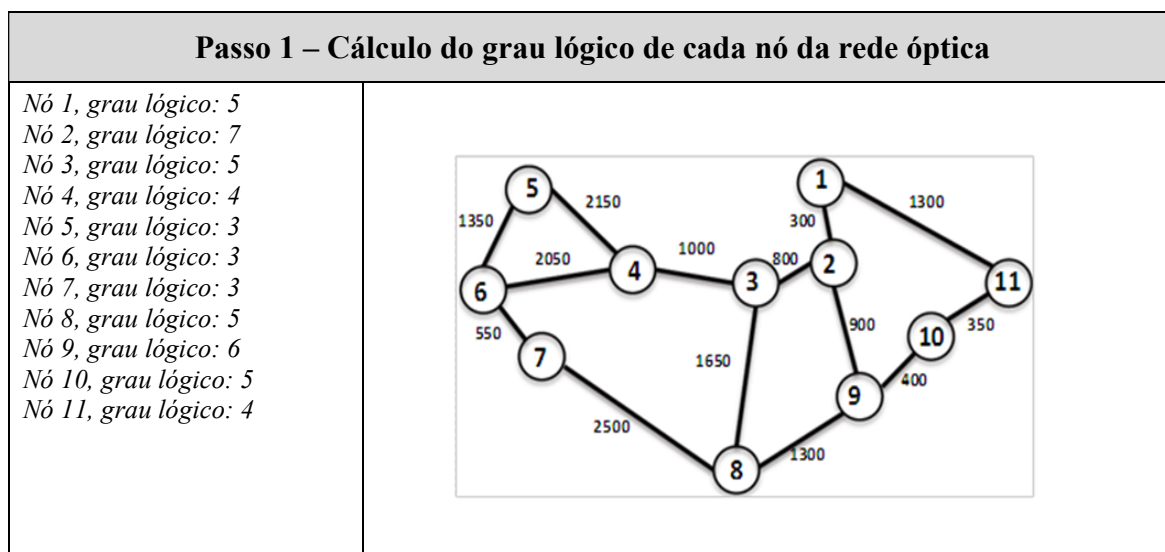 Passo 1 – Cálculo do grau lógico de cada nó da rede óptica
Nó 1, grau lógico: 5
Nó 2, grau lógico: 7
Nó 3, grau lógico: 5
Nó 4, grau lógico: 4
Nó 5, grau lógico: 3
Nó 6, grau lógico: 3
Nó 7, grau lógico: 3
Nó 8, grau lógico: 5
Nó 9, grau lógico: 6
Nó 10, grau lógico: 5
Nó 11, grau lógico: 4
5
1
2150
1300
1350
300
2050
1000
800
2
4
3
6
11
550
900
350
10
7
1650
400
9
2500
1300
8